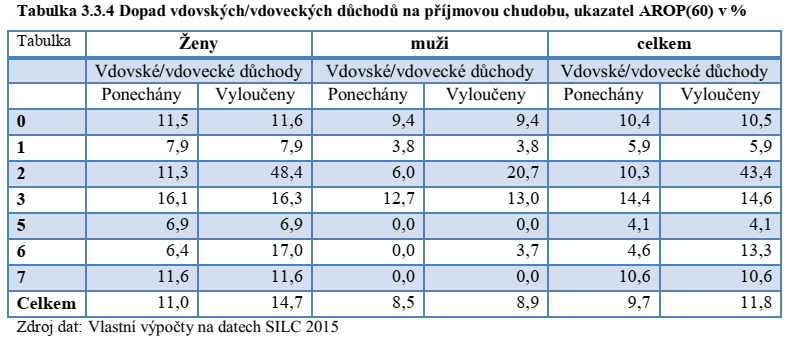 Tabulka 3.3.4 Dopad vdovských/vdoveckých důchodů na příjmovou chudobu, ukazatel AROP(60) v %
Tabulka Ženy muži celkem
Vdovské/vdovecké důchody Vdovské/vdovecké důchody Vdovské/vdovecké důchody
Ponechány Vyloučeny Ponechány Vyloučeny Ponechány Vyloučeny
0 11,5 11,6 9,4 9,4 10,4 10,5
1 7,9 7,9 3,8 3,8 5,9 5,9
2 11,3 48,4 6,0 20,7 10,3 43,4
3 16,1 16,3 12,7 13,0 14,4 14,6
5 6,9 6,9 0,0 0,0 4,1 4,1
6 6,4 17,0 0,0 3,7 4,6 13,3
7 11,6 11,6 0,0 0,0 10,6 10,6
Celkem 11,0 14,7 8,5 8,9 9,7 11,8
Zdroj dat: Vlastní výpočty na datech SILC 2015